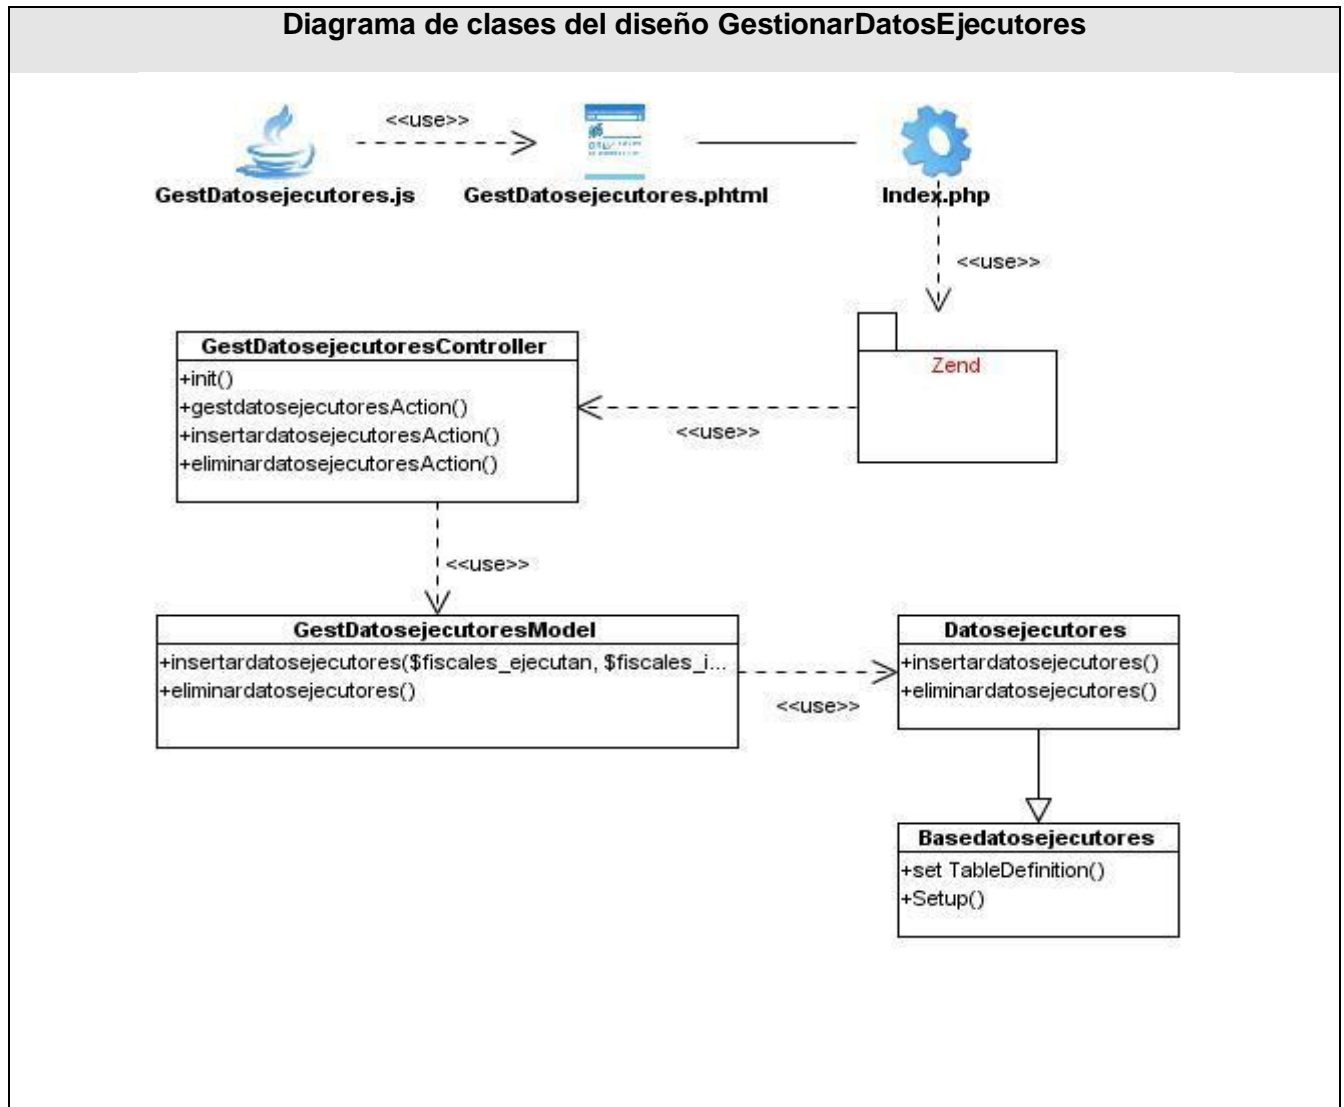 Diagrama de clases del diseño GestionarDatosEjecutores
<<use>>
GestDatosejecutores.js
GestDatosejecutores.phtml
Index.php
<<use>>
Zend
GestDatosejecutoresController
+init()
+gestdatosejecutoresAction()
+insertardatosejecutoresAction()
+eliminardatosejecutoresAction()
<<use>>
<<use>>
GestDatosejecutoresModel
+insertardatosejecutores($fiscales_ejecutan, $fiscales_i...
+eliminardatosejecutores()
<<use>>
Datosejecutores
+insertardatosejecutores()
+eliminardatosejecutores()
Basedatosejecutores
+set TableDefinition()
+Setup()